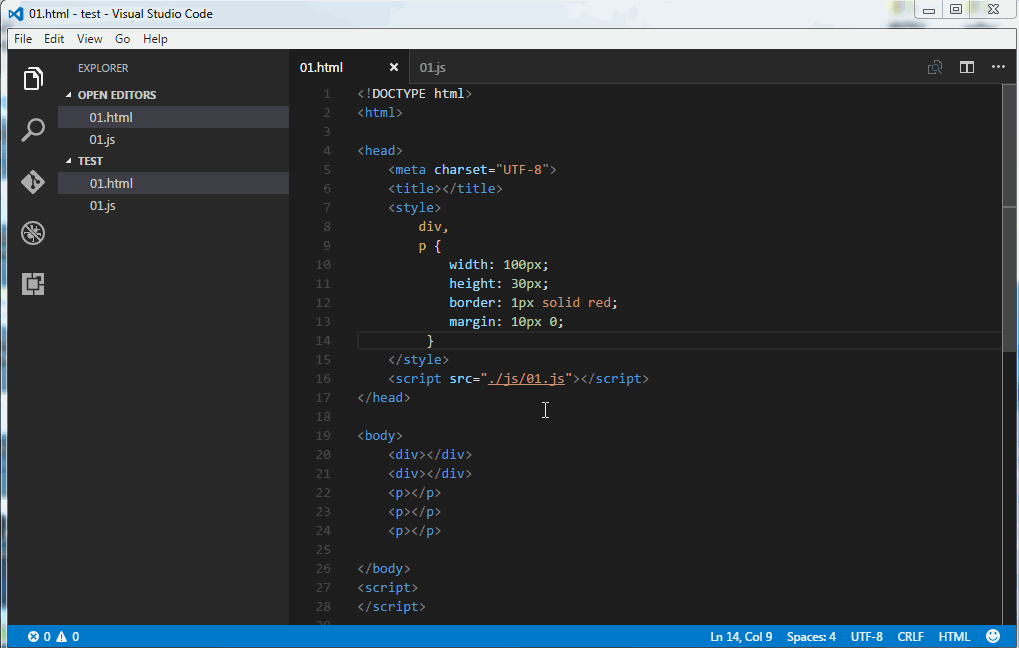 01.html - test - Visual Studio Code
File Edit View Go Help
EXPLORER
OPEN EDITORS
01.html
01.js
TEST
01.html
01.js
01.html 01.js
1 <!DOCTYPE html>
2 <html>
3
4 <head>
5 <meta charset="UTF-8">
6 <title></title>
7 <style>
8 div,
9 p {
10 width: 100px;
11 height: 30px;
12 border: 1px solid red;
13 margin: 10px 0;
14 }
15 </style>
16 <script src="./js/01.js"></script>
17 </head>
18
19 <body>
20 <div></div>
21 <div></div>
22 <p></p>
23 <p></p>
24 <p></p>
25
26 </body>
27 <script>
28 </script>
29
0 0 Ln 14, Col 9 Spaces: 4 UTF-8 CRLF HTML